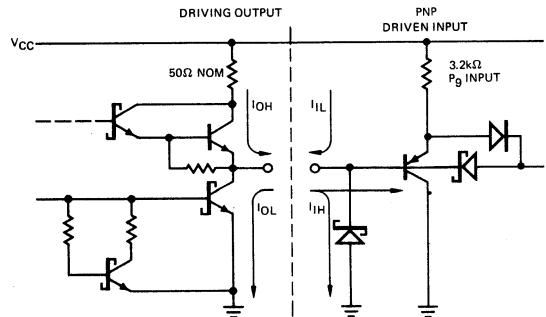 DRIVING OUTPUT
PNP
DRIVEN INPUT
VCC
50Ω NOM
3.2kΩ
P9 INPUT
IOH
IIL
IOL
IIH